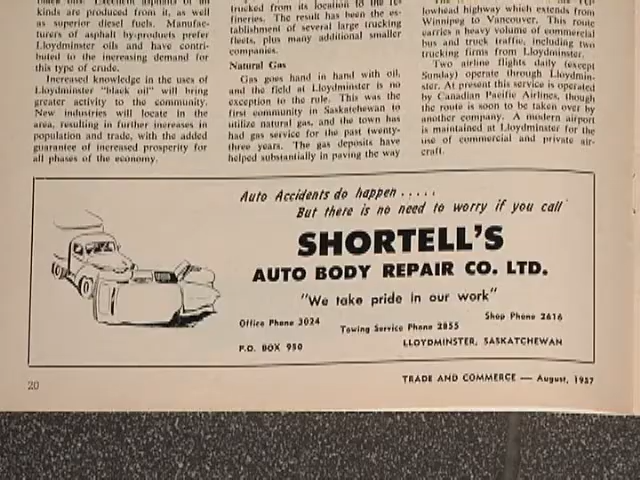 kinds are produced from it, as well
as superior diesel fuels. Manufac-
turers of asphalt by-products prefer
Lloydminster oils and have contri-
buted to the increasing demand for
this type of crude.
Increased knowledge in the uses of
Lloydminster "black oil" will bring
greater activity to the community.
New industries will locate in the
area, resulting in further increases in
population and trade, with the added
guarantee of increased prosperity for
all phases of the economy.
trucked from its location to the re-
fineries. The result has been the es-
tablishment of several large trucking
fleets, plus many additional smaller
companies.
Natural Gas
Gas goes hand in hand with oil,
and the field at Lloydminster is no
exception to the rule. This was the
first community in Saskatchewan to
utilize natural gas, and the town has
had gas service for the past twenty-
three years. The gas deposits have
helped substantially in paving the way
lowhead highway which extends from
Winnipeg to Vancouver. This route
carries a heavy volume of commercial
bus and truck traffic, including two
trucking firms from Lloydminster.
Two airline flights daily (except
Sunday) operate through Lloydmin-
ster. At present this service is operated
by Canadian Pacific Airlines, though
the route is soon to be taken over by
another company. A modern airport
is maintained at Lloydminster for the
use of commercial and private air-
craft.
Auto Accidents do happen . . . . .
But there is no need to worry if you call
SHORTELL'S
AUTO BODY REPAIR CO. LTD.
"We take pride in our work"
Office Phone 3024
Towing Service Phone 2855
Shop Phone 2616
P.O. BOX 950
LLOYDMINSTER, SASKATCHEWAN
20
TRADE AND COMMERCE — August, 1957